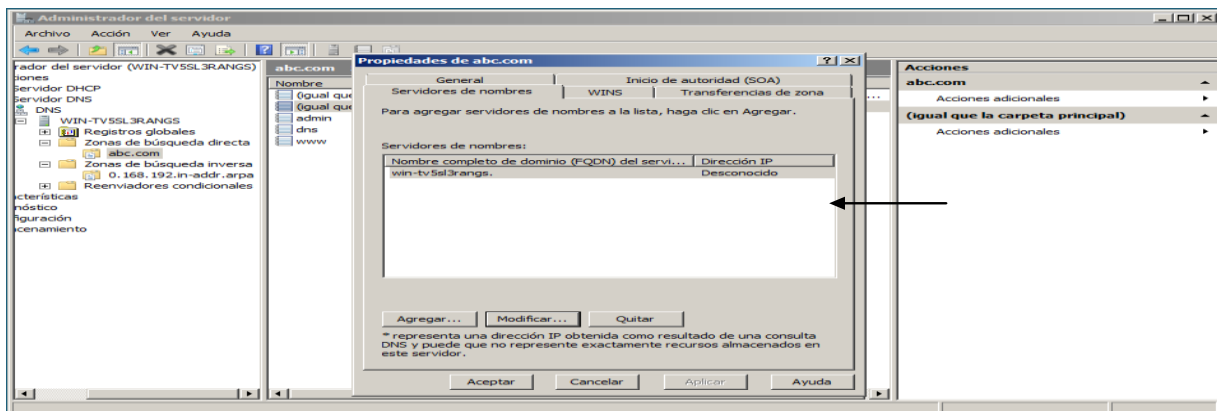 Administrador del servidor
Archivo Acción Ver Ayuda
rador del servidor (WIN-TV5SL3RANGS)
ciones
Servidor DHCP
Servidor DNS
DNS
WIN-TV5SL3RANGS
Registros globales
Zonas de búsqueda directa
abc.com
Zonas de búsqueda inversa
0.168.192.in-addr.arpa
Reenviadores condicionales
cterísticas
nóstico
figuración
cenamiento
abc.com
Nombre
(igual que
(igual que
admin
dns
www
Propiedades de abc.com
General
Inicio de autoridad (SOA)
Servidores de nombres
WINS
Transferencias de zona
Para agregar servidores de nombres a la lista, haga clic en Agregar.
Servidores de nombres:
Nombre completo de dominio (FQDN) del servi... Dirección IP
win-tv5sl3rangs. Desconocido
Agregar... Modificar... Quitar
* representa una dirección IP obtenida como resultado de una consulta
DNS y puede que no represente exactamente recursos almacenados en
este servidor.
Aceptar Cancelar Aplicar Ayuda
...
Acciones
abc.com
Acciones adicionales
(igual que la carpeta principal)
Acciones adicionales